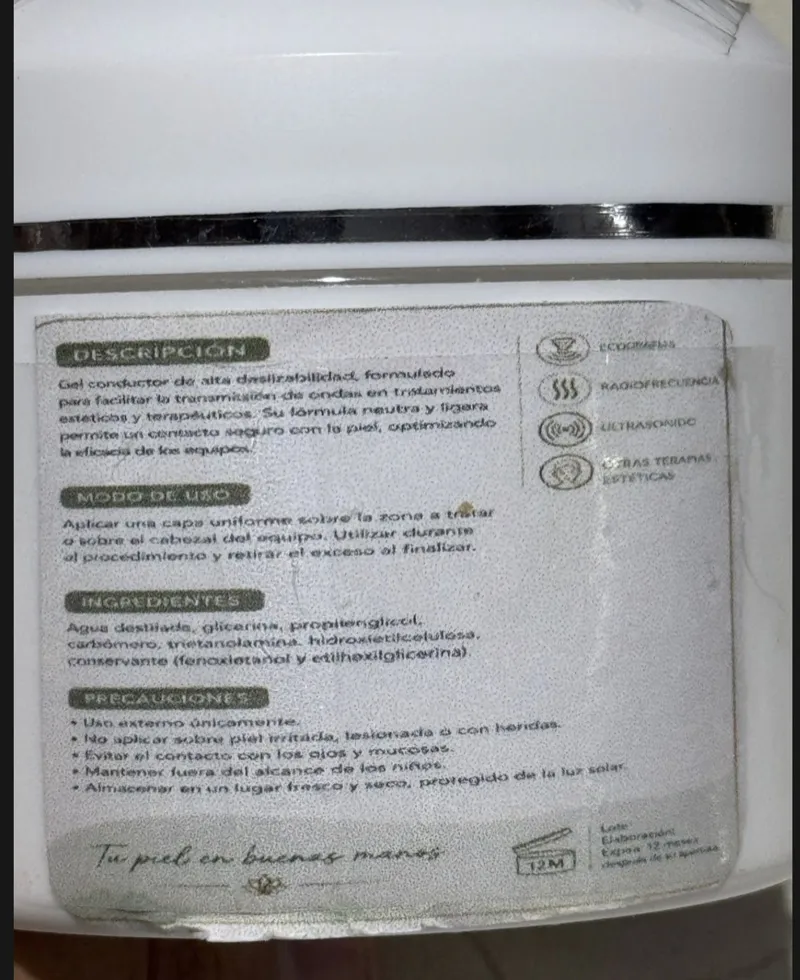 DESCRIPCIÓN
Gel conductor de alta deslizabilidad, formulado
para facilitar la transmisión de ondas en tratamientos
estéticos y terapéuticos. Su fórmula neutra y ligera
permite un contacto seguro con la piel, optimizando
la eficacia de los equipos.
ECOGRAFÍAS
RADIOFRECUENCIA
ULTRASONIDO
OTRAS TERAPIAS
ESTÉTICAS
MODO DE USO
Aplicar una capa uniforme sobre la zona a tratar
o sobre el cabezal del equipo. Utilizar durante
el procedimiento y retirar el exceso al finalizar.
INGREDIENTES
Agua destilada, glicerina, propilenglicol,
carbómero, trietanolamina, hidroxietilcelulosa,
conservante (fenoxietanol y etilhexilglicerina).
PRECAUCIONES
• Uso externo únicamente.
• No aplicar sobre piel irritada, lesionada o con heridas.
• Evitar el contacto con los ojos y mucosas.
• Mantener fuera del alcance de los niños.
• Almacenar en un lugar fresco y seco, protegido de la luz solar.
Tu piel en buenas manos
12M
Lote:
Elaboración:
Expira 12 meses
después de